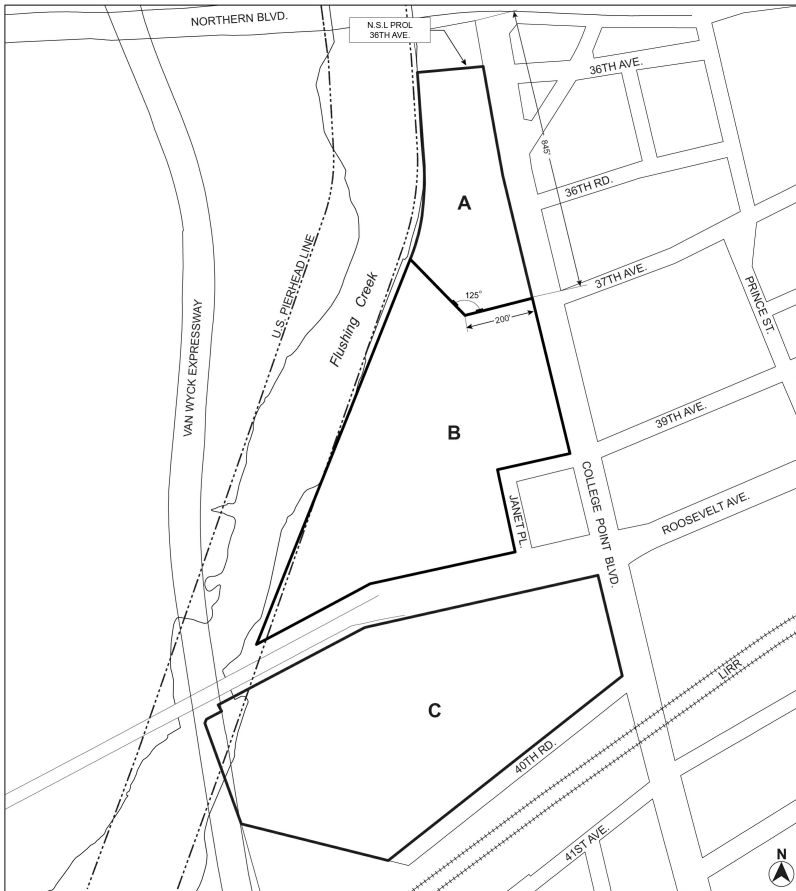 NORTHERN BLVD.
N.S.L PROL
36TH AVE.
36TH AVE.
845'
36TH RD.
A
U.S. PIERHEAD LINE
Flushing Creek
125°
200'
37TH AVE.
PRINCE ST.
VAN WYCK EXPRESSWAY
B
39TH AVE.
JANET PL.
COLLEGE POINT BLVD.
ROOSEVELT AVE.
C
LIRR
40TH RD.
41ST AVE.
N